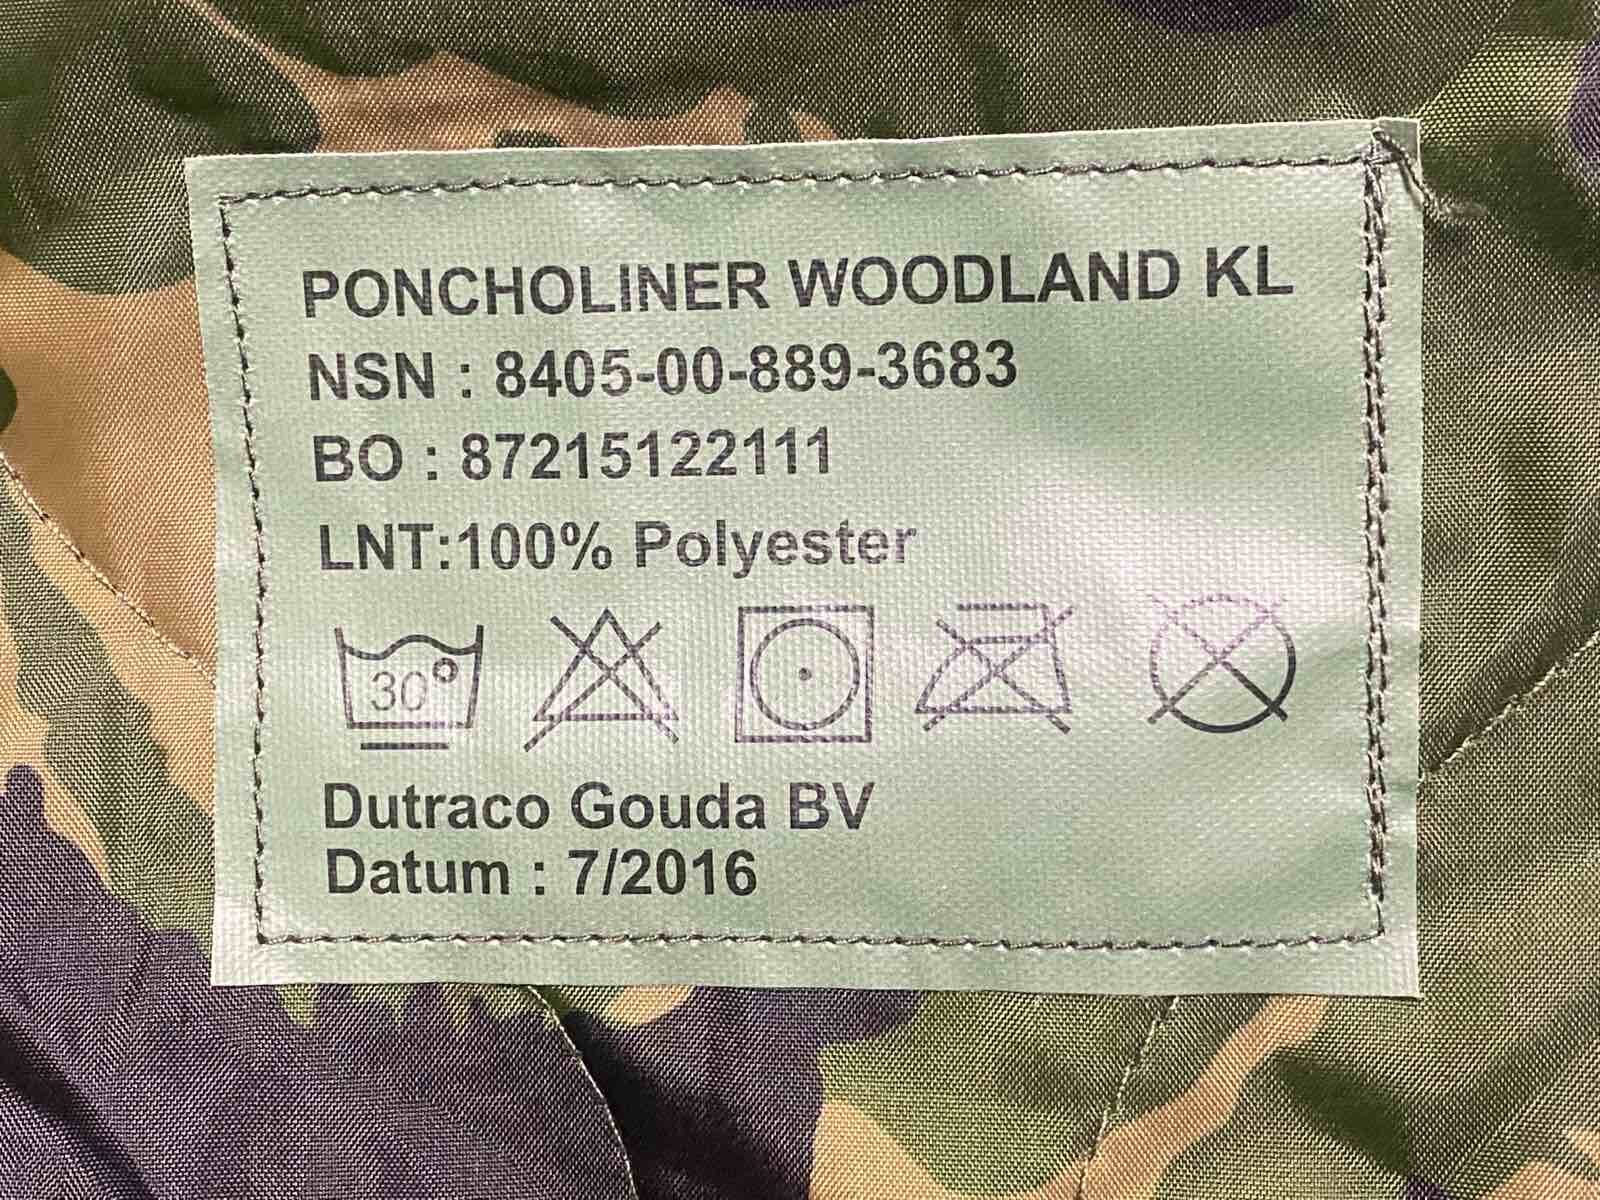 PONCHOLINER WOODLAND KL
NSN : 8405-00-889-3683
BO : 87215122111
LNT:100% Polyester
30°
Dutraco Gouda BV
Datum : 7/2016